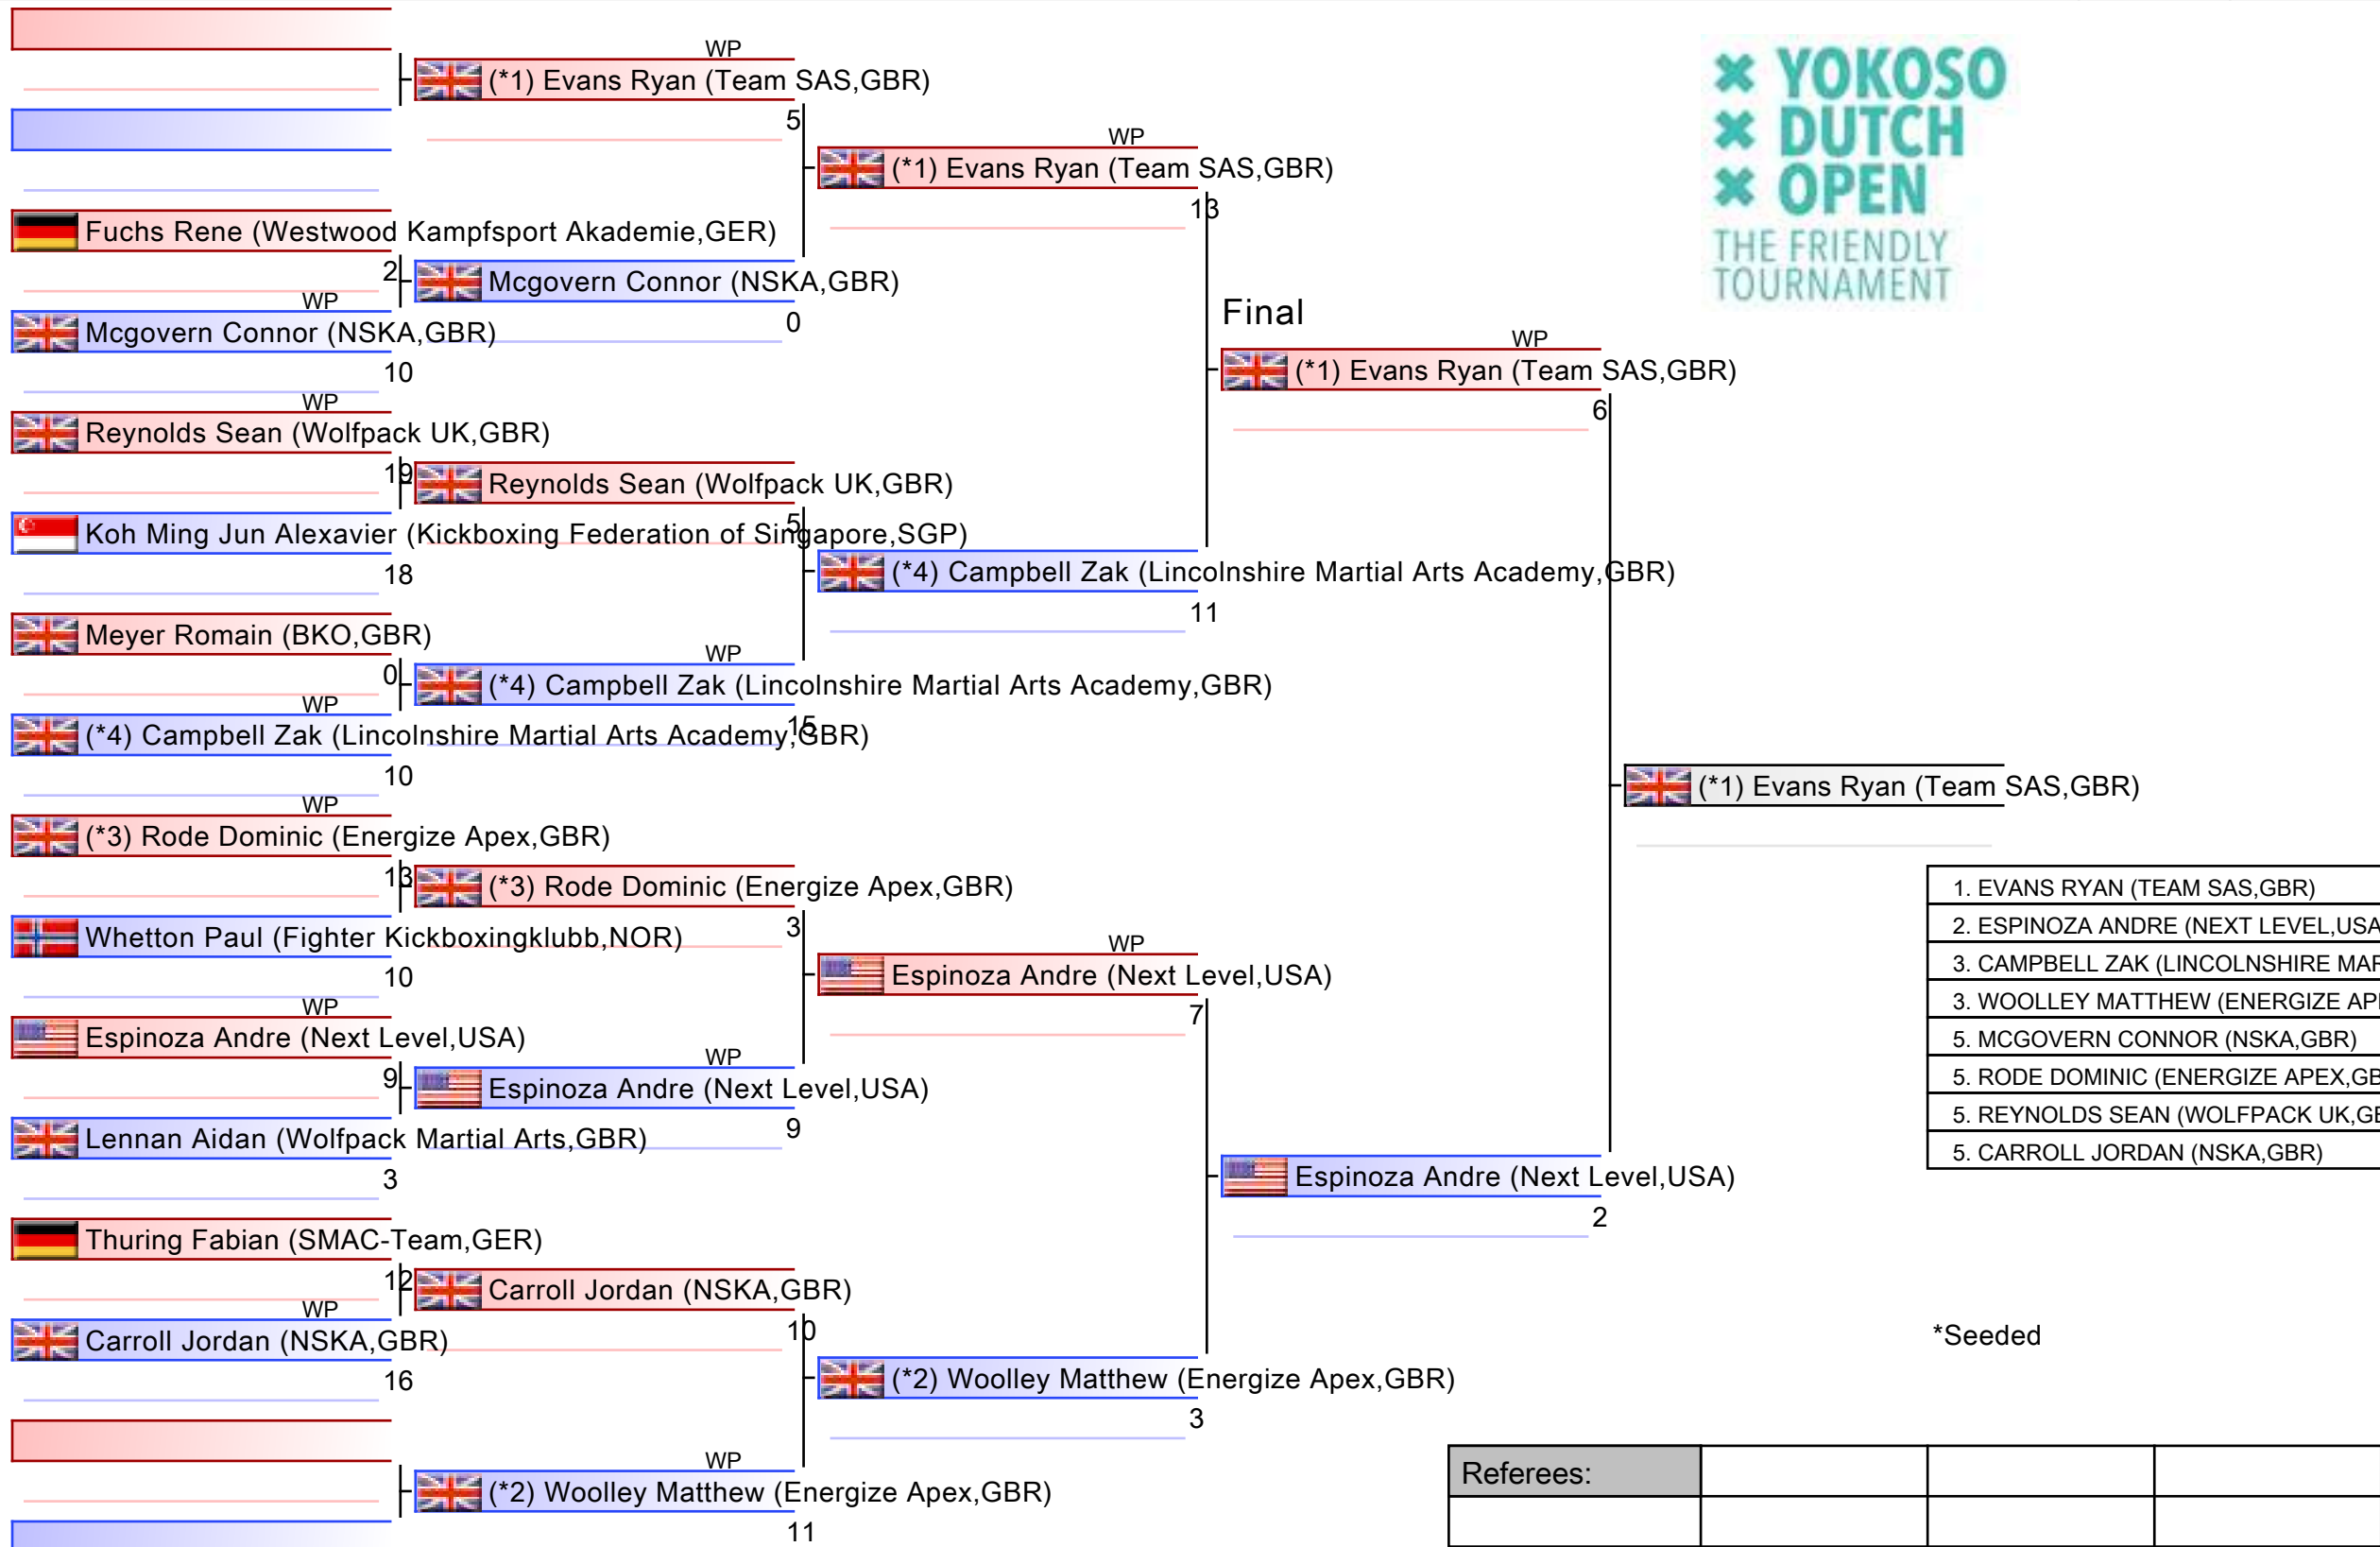 WP
(*1) Evans Ryan (Team SAS,GBR)
5
Fuchs Rene (Westwood Kampfsport Akademie,GER)
2
WP
Mcgovern Connor (NSKA,GBR)
10
Mcgovern Connor (NSKA,GBR)
0
WP
Reynolds Sean (Wolfpack UK,GBR)
19
Koh Ming Jun Alexavier (Kickboxing Federation of Singapore,SGP)
18
Reynolds Sean (Wolfpack UK,GBR)
5
Meyer Romain (BKO,GBR)
0
WP
(*4) Campbell Zak (Lincolnshire Martial Arts Academy,GBR)
10
WP
(*4) Campbell Zak (Lincolnshire Martial Arts Academy,GBR)
15
WP
(*3) Rode Dominic (Energize Apex,GBR)
13
Whetton Paul (Fighter Kickboxingklubb,NOR)
10
(*3) Rode Dominic (Energize Apex,GBR)
3
WP
Espinoza Andre (Next Level,USA)
9
Lennan Aidan (Wolfpack Martial Arts,GBR)
3
WP
Espinoza Andre (Next Level,USA)
9
Thuring Fabian (SMAC-Team,GER)
12
WP
Carroll Jordan (NSKA,GBR)
16
Carroll Jordan (NSKA,GBR)
10
WP
(*2) Woolley Matthew (Energize Apex,GBR)
11
WP
(*1) Evans Ryan (Team SAS,GBR)
13
(*4) Campbell Zak (Lincolnshire Martial Arts Academy,GBR)
11
WP
Espinoza Andre (Next Level,USA)
7
(*2) Woolley Matthew (Energize Apex,GBR)
3
Final
WP
(*1) Evans Ryan (Team SAS,GBR)
6
Espinoza Andre (Next Level,USA)
2
(*1) Evans Ryan (Team SAS,GBR)
YOKOSO
DUTCH
OPEN
THE FRIENDLY
TOURNAMENT
1. EVANS RYAN (TEAM SAS,GBR)
2. ESPINOZA ANDRE (NEXT LEVEL,USA
3. CAMPBELL ZAK (LINCOLNSHIRE MAR
3. WOOLLEY MATTHEW (ENERGIZE APE
5. MCGOVERN CONNOR (NSKA,GBR)
5. RODE DOMINIC (ENERGIZE APEX,GB
5. REYNOLDS SEAN (WOLFPACK UK,GB
5. CARROLL JORDAN (NSKA,GBR)
*Seeded
Referees: